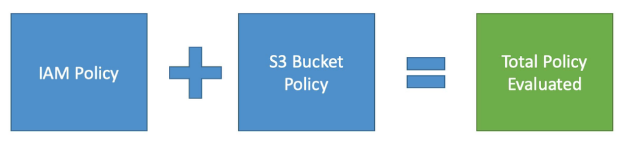 IAM Policy
S3 Bucket
Policy
Total Policy
Evaluated